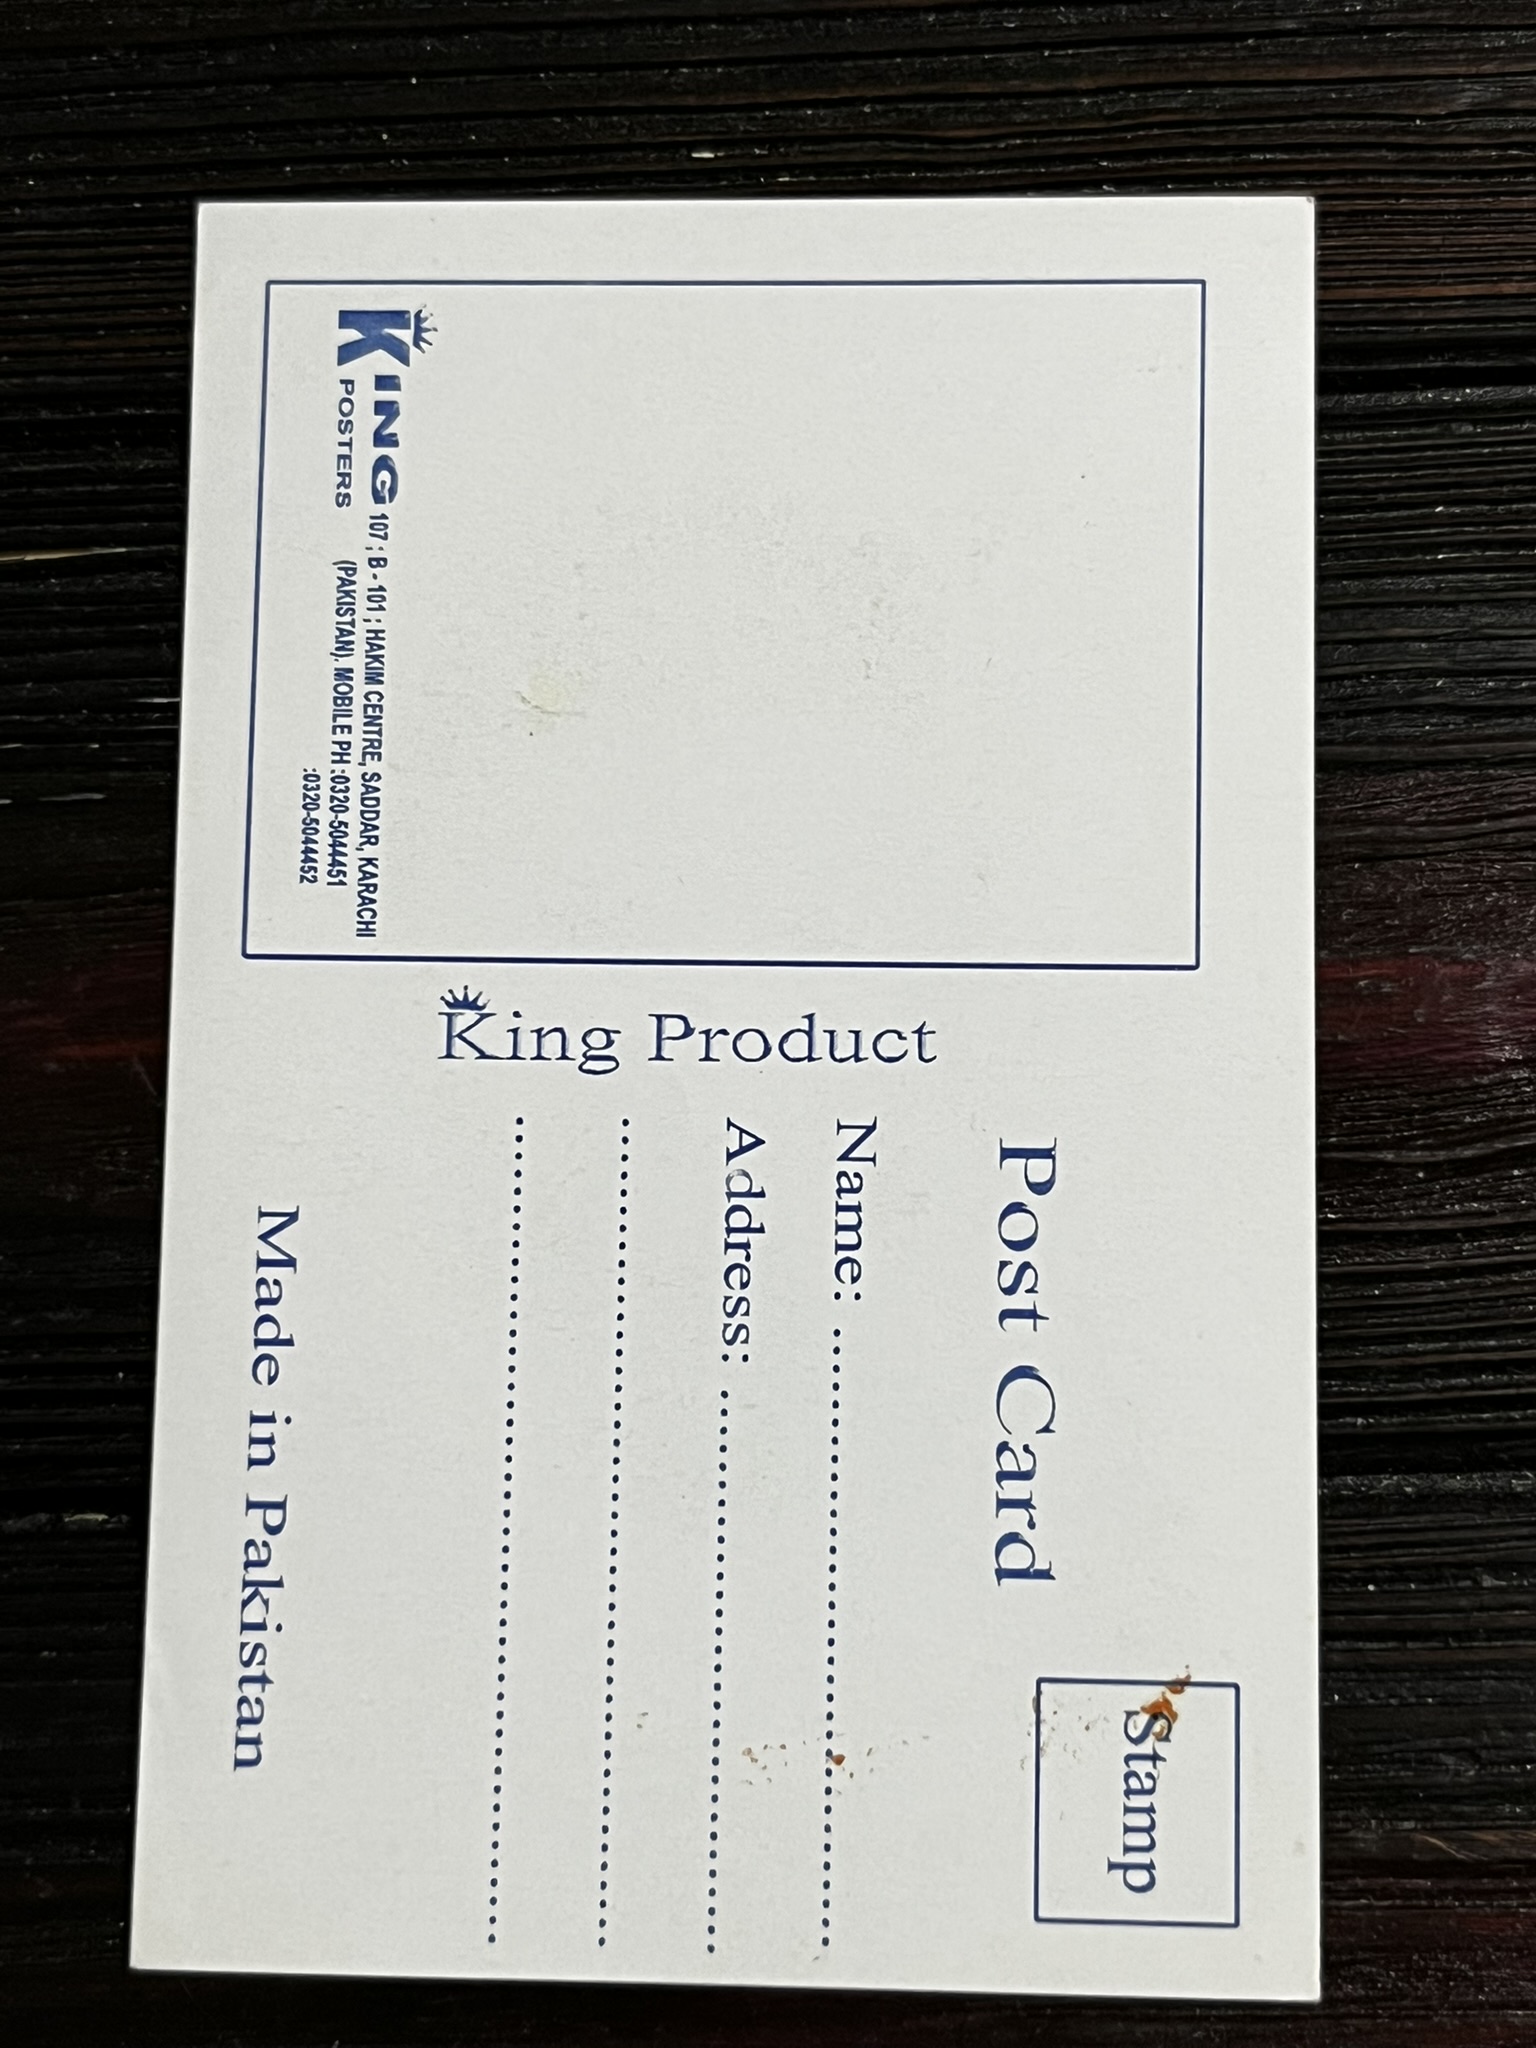 Post Card
Stamp
Name:
Address:
King Product
KING
POSTERS
107 ; B - 101 ; HAKIM CENTRE, SADDAR, KARACHI
(PAKISTAN). MOBILE PH :0320-5044451
:0320-5044452
Made in Pakistan